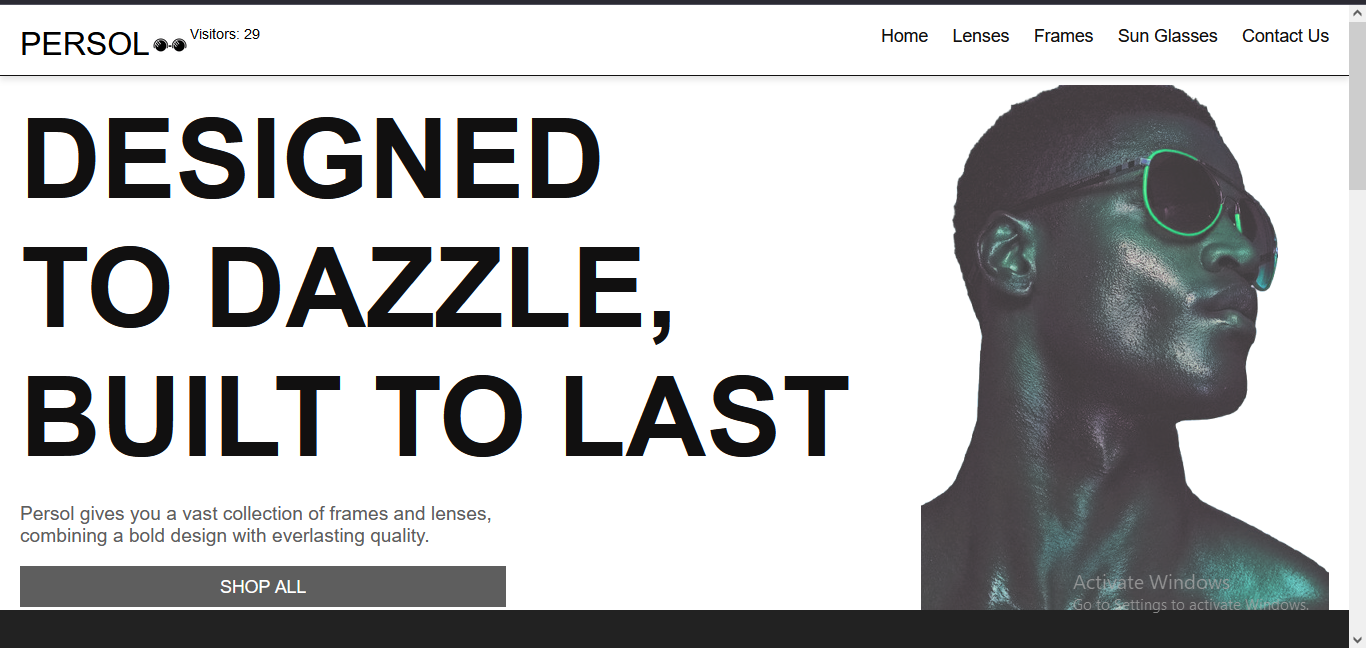 PERSOL
Visitors: 29
Home Lenses Frames Sun Glasses Contact Us
DESIGNED
TO DAZZLE,
BUILT TO LAST
Persol gives you a vast collection of frames and lenses,
combining a bold design with everlasting quality.
SHOP ALL
Activate Windows
Go to Settings to activate Windows.